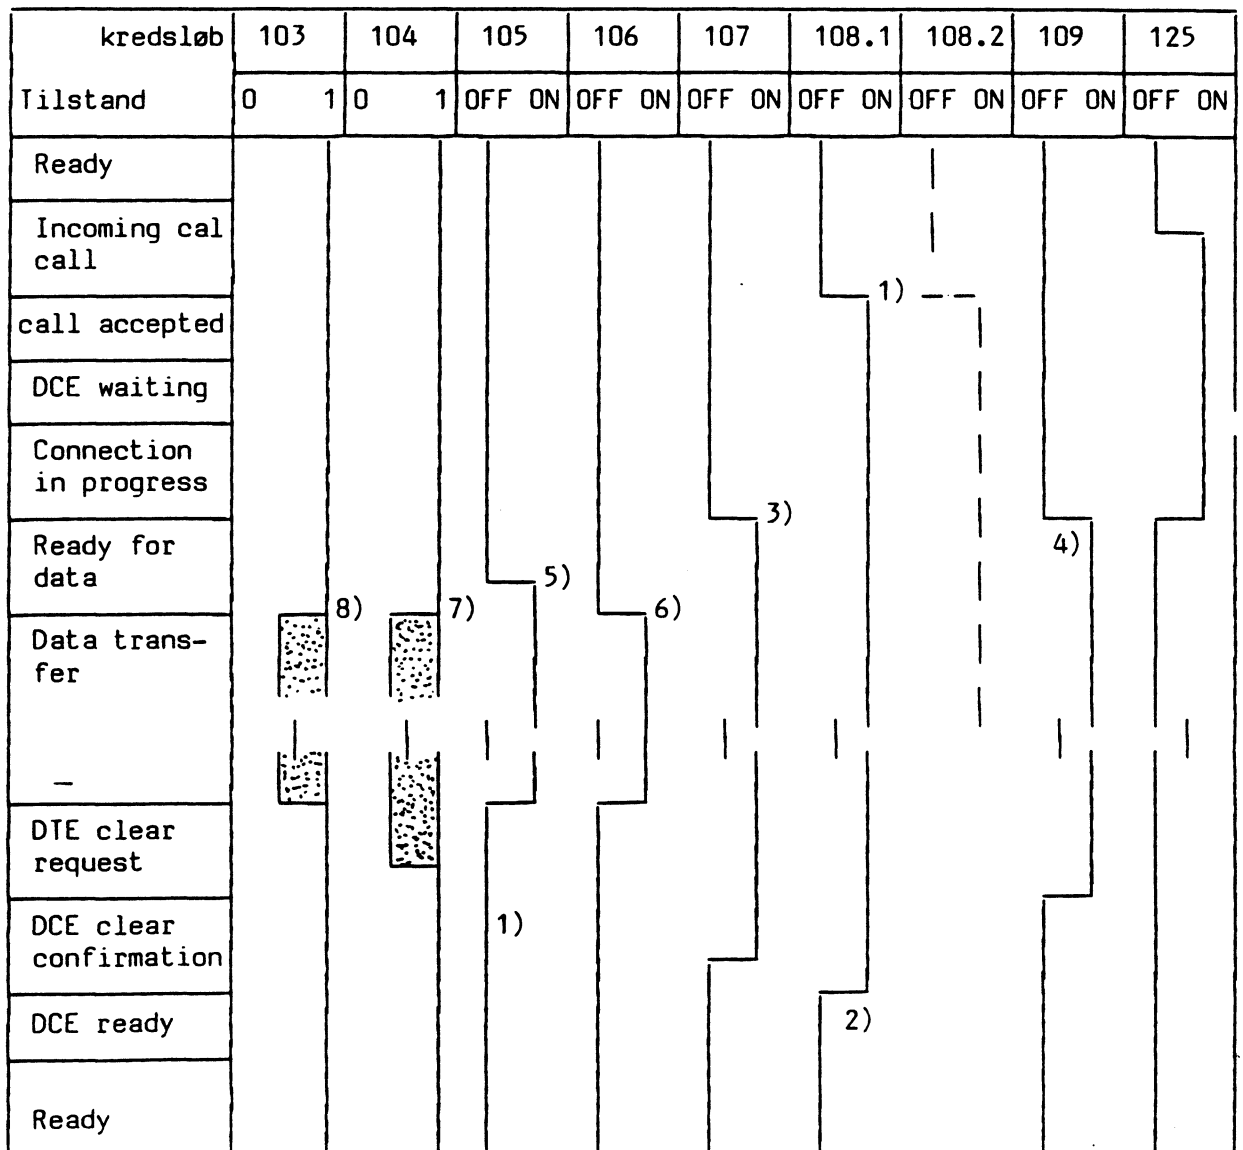 kredsløb 103 104 105 106 107 108.1 108.2 109 125
Tilstand 0 1 0 1 OFF ON OFF ON OFF ON OFF ON OFF ON OFF ON OFF ON
Ready
Incoming cal
call
1)
call accepted
DCE waiting
Connection
in progress
3)
Ready for
4)
data
5)
8) 7) 6)
Data trans-
fer
DTE clear
request
DCE clear
1)
confirmation
DCE ready
2)
Ready